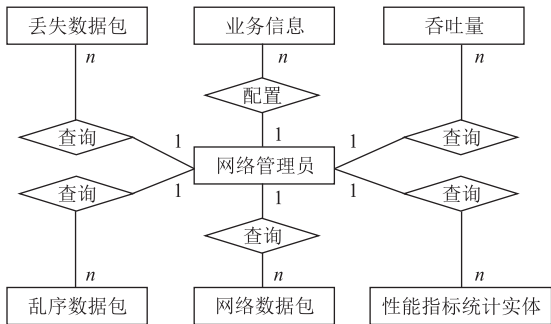 丢失数据包 业务信息 吞吐量
n n n
配置
查询 1 1 1 查询
网络管理员
查询 1 1 1 查询
查询
n n n
乱序数据包 网络数据包 性能指标统计实体